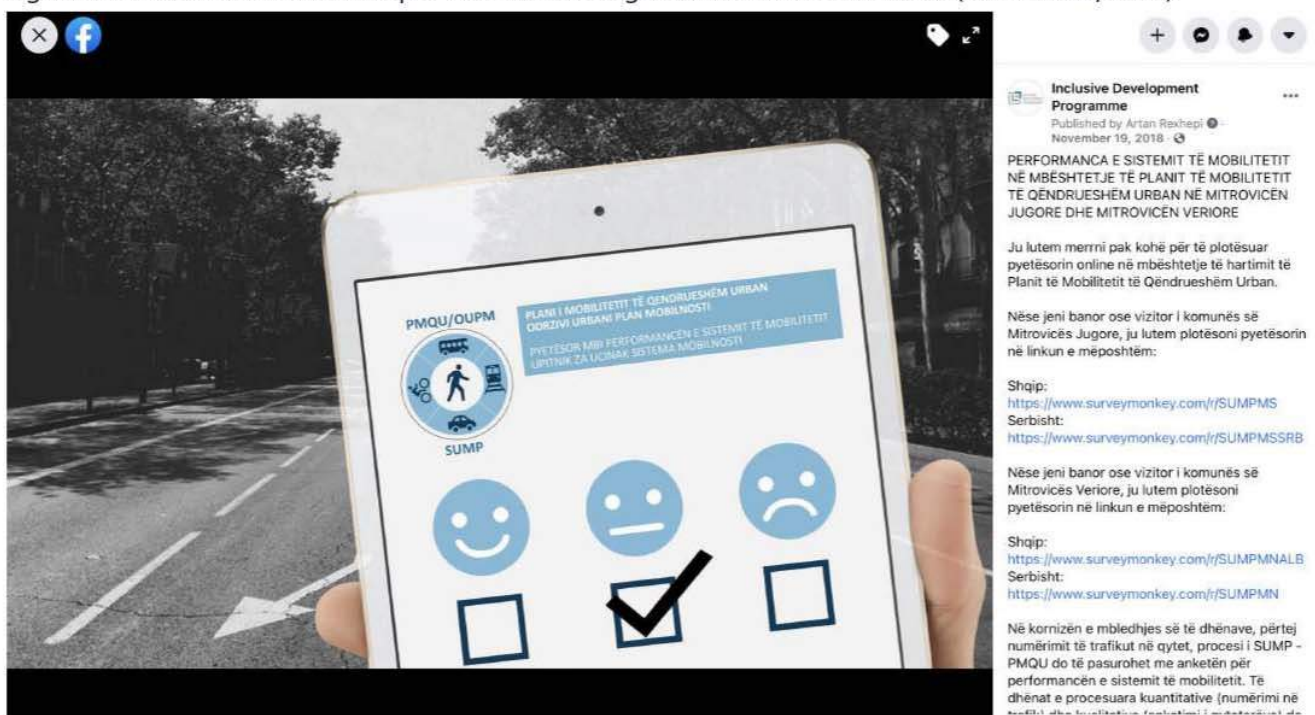 PMQU/OUPM
SUMP
PLANI I MOBILITETIT TË QENDRUESHËM URBAN
ODRZIVI URBANI PLAN MOBILNOSTI
PYETËSOR MBI PERFORMANCËN E SISTEMIT TË MOBILITETIT
UPITNIK ZA UCINAK SISTEMA MOBILNOSTI
Inclusive Development
Programme
Published by Artan Rexhepi
November 19, 2018
PERFORMANCA E SISTEMIT TË MOBILITETIT
NË MBËSHTETJE TË PLANIT TË MOBILITETIT
TË QËNDRUESHËM URBAN NË MITROVICËN
JUGORE DHE MITROVICËN VERIORE
Ju lutem merrni pak kohë për të plotësuar
pyetësorin online në mbështetje të hartimit të
Planit të Mobilitetit të Qëndrueshëm Urban.
Nëse jeni banor ose vizitor i komunës së
Mitrovicës Jugore, ju lutem plotësoni pyetësorin
në linkun e mëposhtëm:
Shqip:
https://www.surveymonkey.com/r/SUMPMS
Serbisht:
https://www.surveymonkey.com/r/SUMPMSSRB
Nëse jeni banor ose vizitor i komunës së
Mitrovicës Veriore, ju lutem plotësoni
pyetësorin në linkun e mëposhtëm:
Shqip:
https://www.surveymonkey.com/r/SUMPMNALB
Serbisht:
https://www.surveymonkey.com/r/SUMPMN
Në kornizën e mbledhjes së të dhënave, përtej
numërimit të trafikut në qytet, procesi i SUMP -
PMQU do të pasurohet me anketën për
performancën e sistemit të mobilitetit. Të
dhënat e procesuara kuantitative (numërimi në